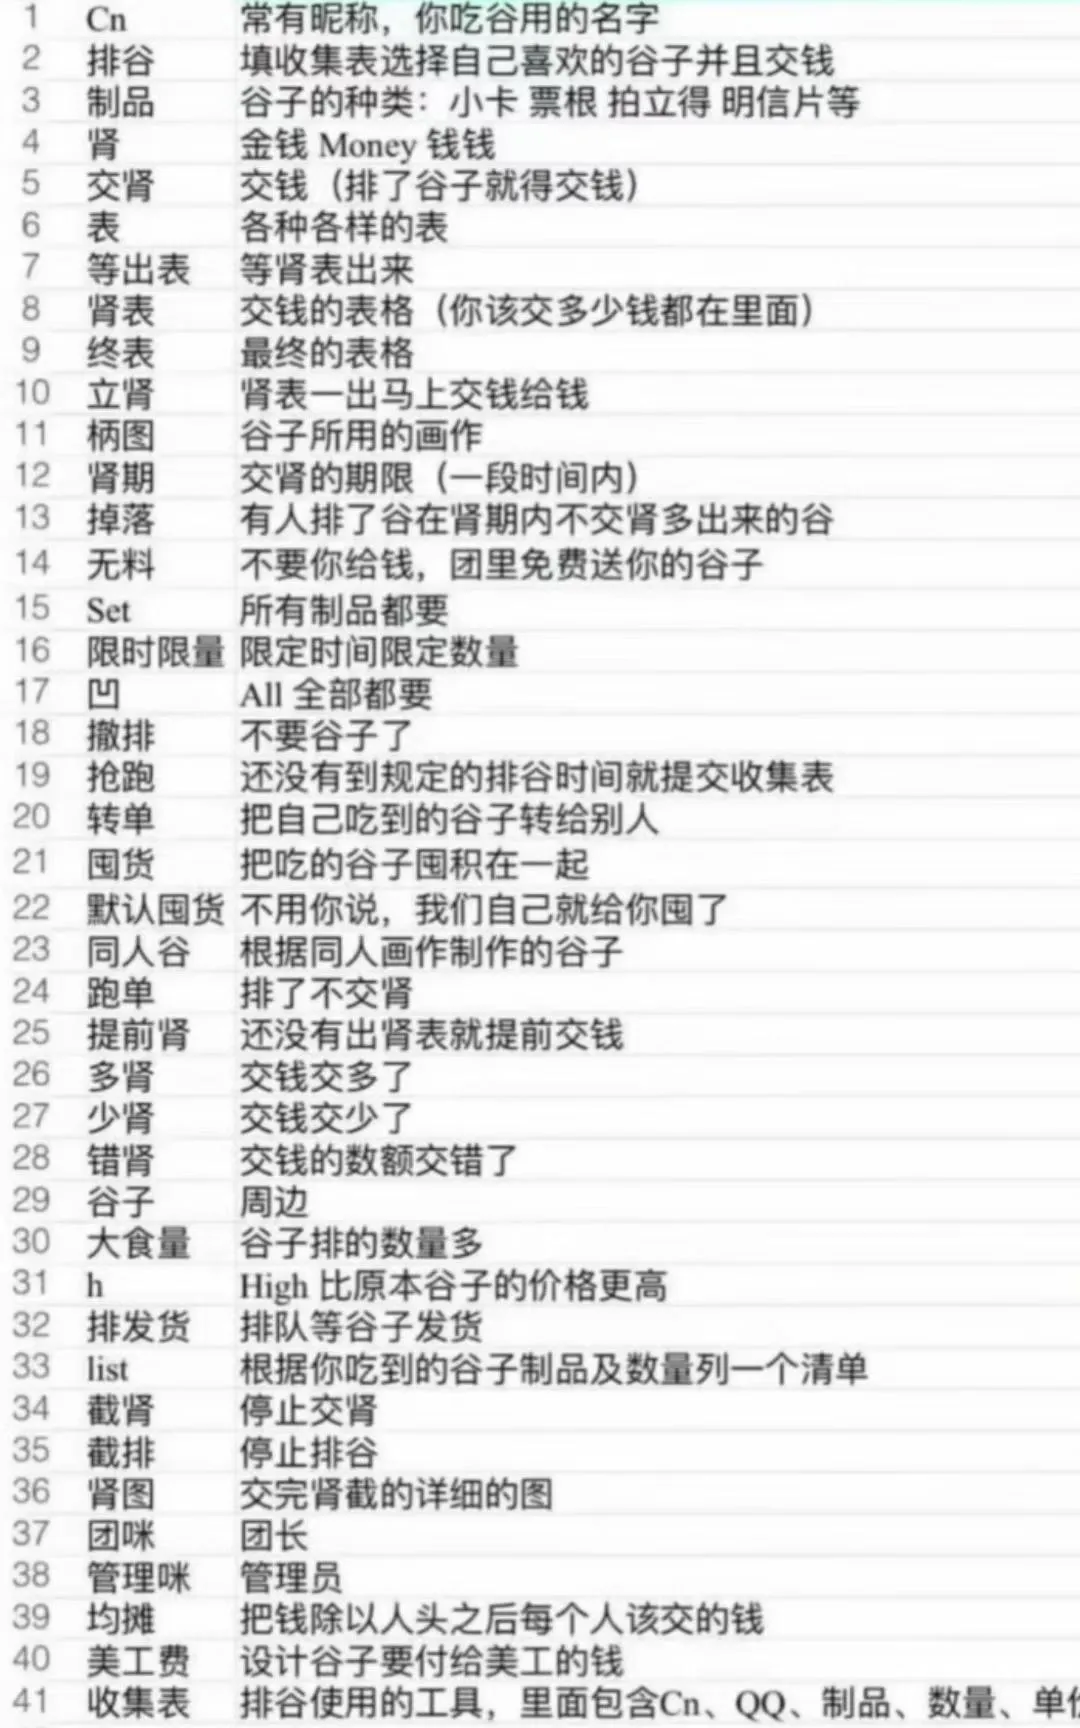 1 Cn 常有昵称，你吃谷用的名字
2 排谷 填收集表选择自己喜欢的谷子并且交钱
3 制品 谷子的种类：小卡 票根 拍立得 明信片等
4 肾 金钱 Money 钱钱
5 交肾 交钱（排了谷子就得交钱）
6 表 各种各样的表
7 等出表 等肾表出来
8 肾表 交钱的表格（你该交多少钱都在里面）
9 终表 最终的表格
10 立肾 肾表一出马上交钱给钱
11 柄图 谷子所用的画作
12 肾期 交肾的期限（一段时间内）
13 掉落 有人排了谷在肾期内不交肾多出来的谷
14 无料 不要你给钱，团里免费送你的谷子
15 Set 所有制品都要
16 限时限量 限定时间限定数量
17 凹 All 全部都要
18 撤排 不要谷子了
19 抢跑 还没有到规定的排谷时间就提交收集表
20 转单 把自己吃到的谷子转给别人
21 囤货 把吃的谷子囤积在一起
22 默认囤货 不用你说，我们自己就给你囤了
23 同人谷 根据同人画作制作的谷子
24 跑单 排了不交肾
25 提前肾 还没有出肾表就提前交钱
26 多肾 交钱交多了
27 少肾 交钱交少了
28 错肾 交钱的数额交错了
29 谷子 周边
30 大食量 谷子排的数量多
31 h High 比原本谷子的价格更高
32 排发货 排队等谷子发货
33 list 根据你吃到的谷子制品及数量列一个清单
34 截肾 停止交肾
35 截排 停止排谷
36 肾图 交完肾截的详细的图
37 团咪 团长
38 管理咪 管理员
39 均摊 把钱除以人头之后每个人该交的钱
40 美工费 设计谷子要付给美工的钱
41 收集表 排谷使用的工具，里面包含Cn、QQ、制品、数量、单